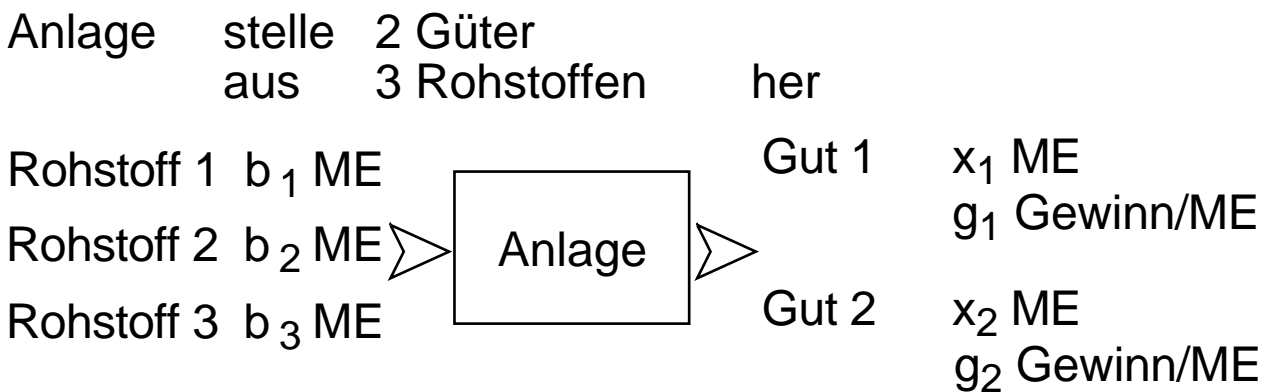 Anlage stelle 2 Güter
aus 3 Rohstoffen her
Rohstoff 1 b₁ ME
Rohstoff 2 b₂ ME
Rohstoff 3 b₃ ME
Anlage
Gut 1 x₁ ME
g₁ Gewinn/ME
Gut 2 x₂ ME
g₂ Gewinn/ME